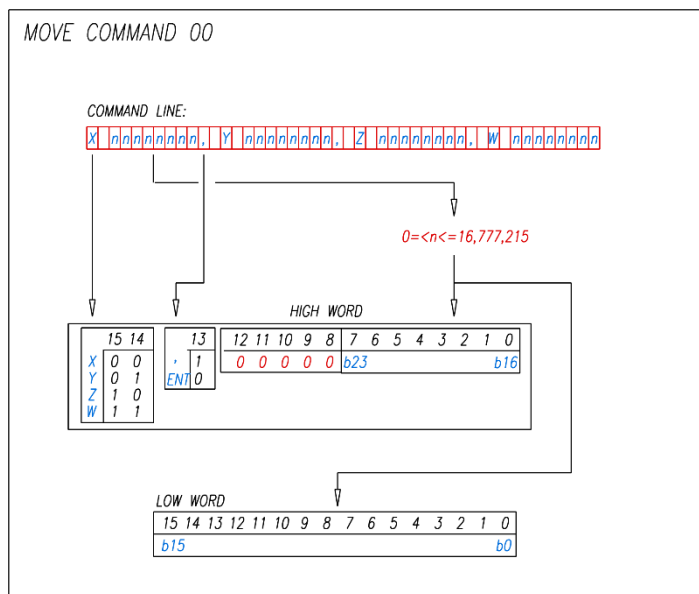 MOVE COMMAND 00
COMMAND LINE:
X nnnnnnnn, Y nnnnnnnn, Z nnnnnnnn, W nnnnnnnn
0=<n<=16,777,215
HIGH WORD
15 14 13 12 11 10 9 8 7 6 5 4 3 2 1 0
X 0 0 , 1 0 0 0 0 0 b23 b16
Y 0 1 ENT 0
Z 1 0
W 1 1
LOW WORD
15 14 13 12 11 10 9 8 7 6 5 4 3 2 1 0
b15 b0